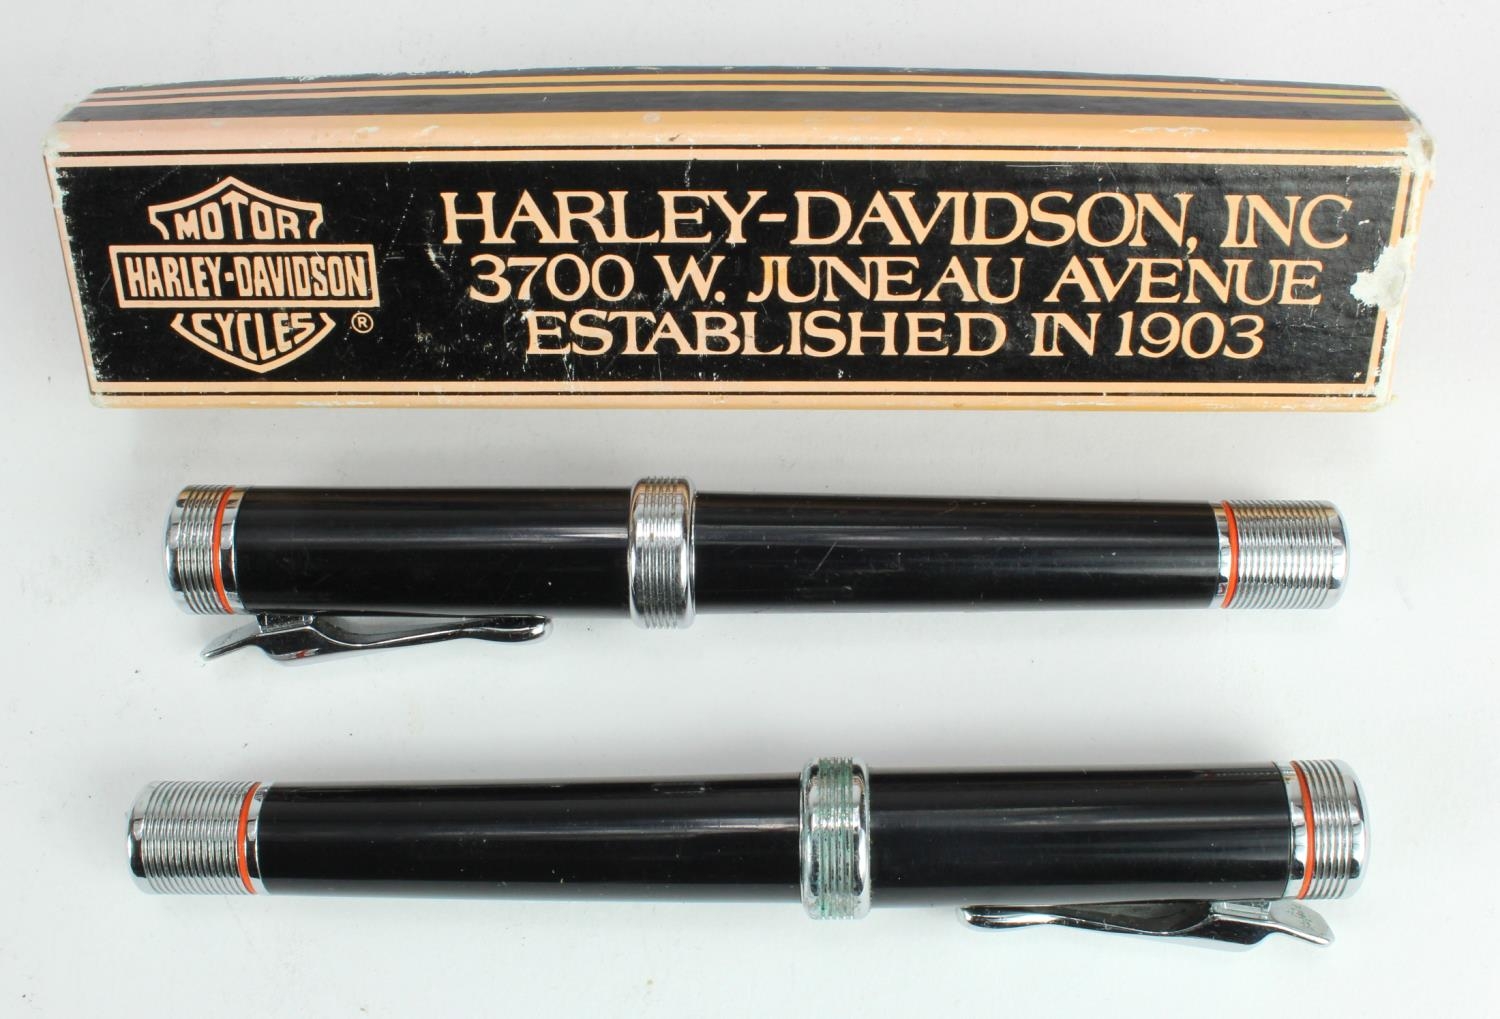 MOTOR
HARLEY-DAVIDSON
CYCLES ®
HARLEY-DAVIDSON, INC
3700 W. JUNEAU AVENUE
ESTABLISHED IN 1903